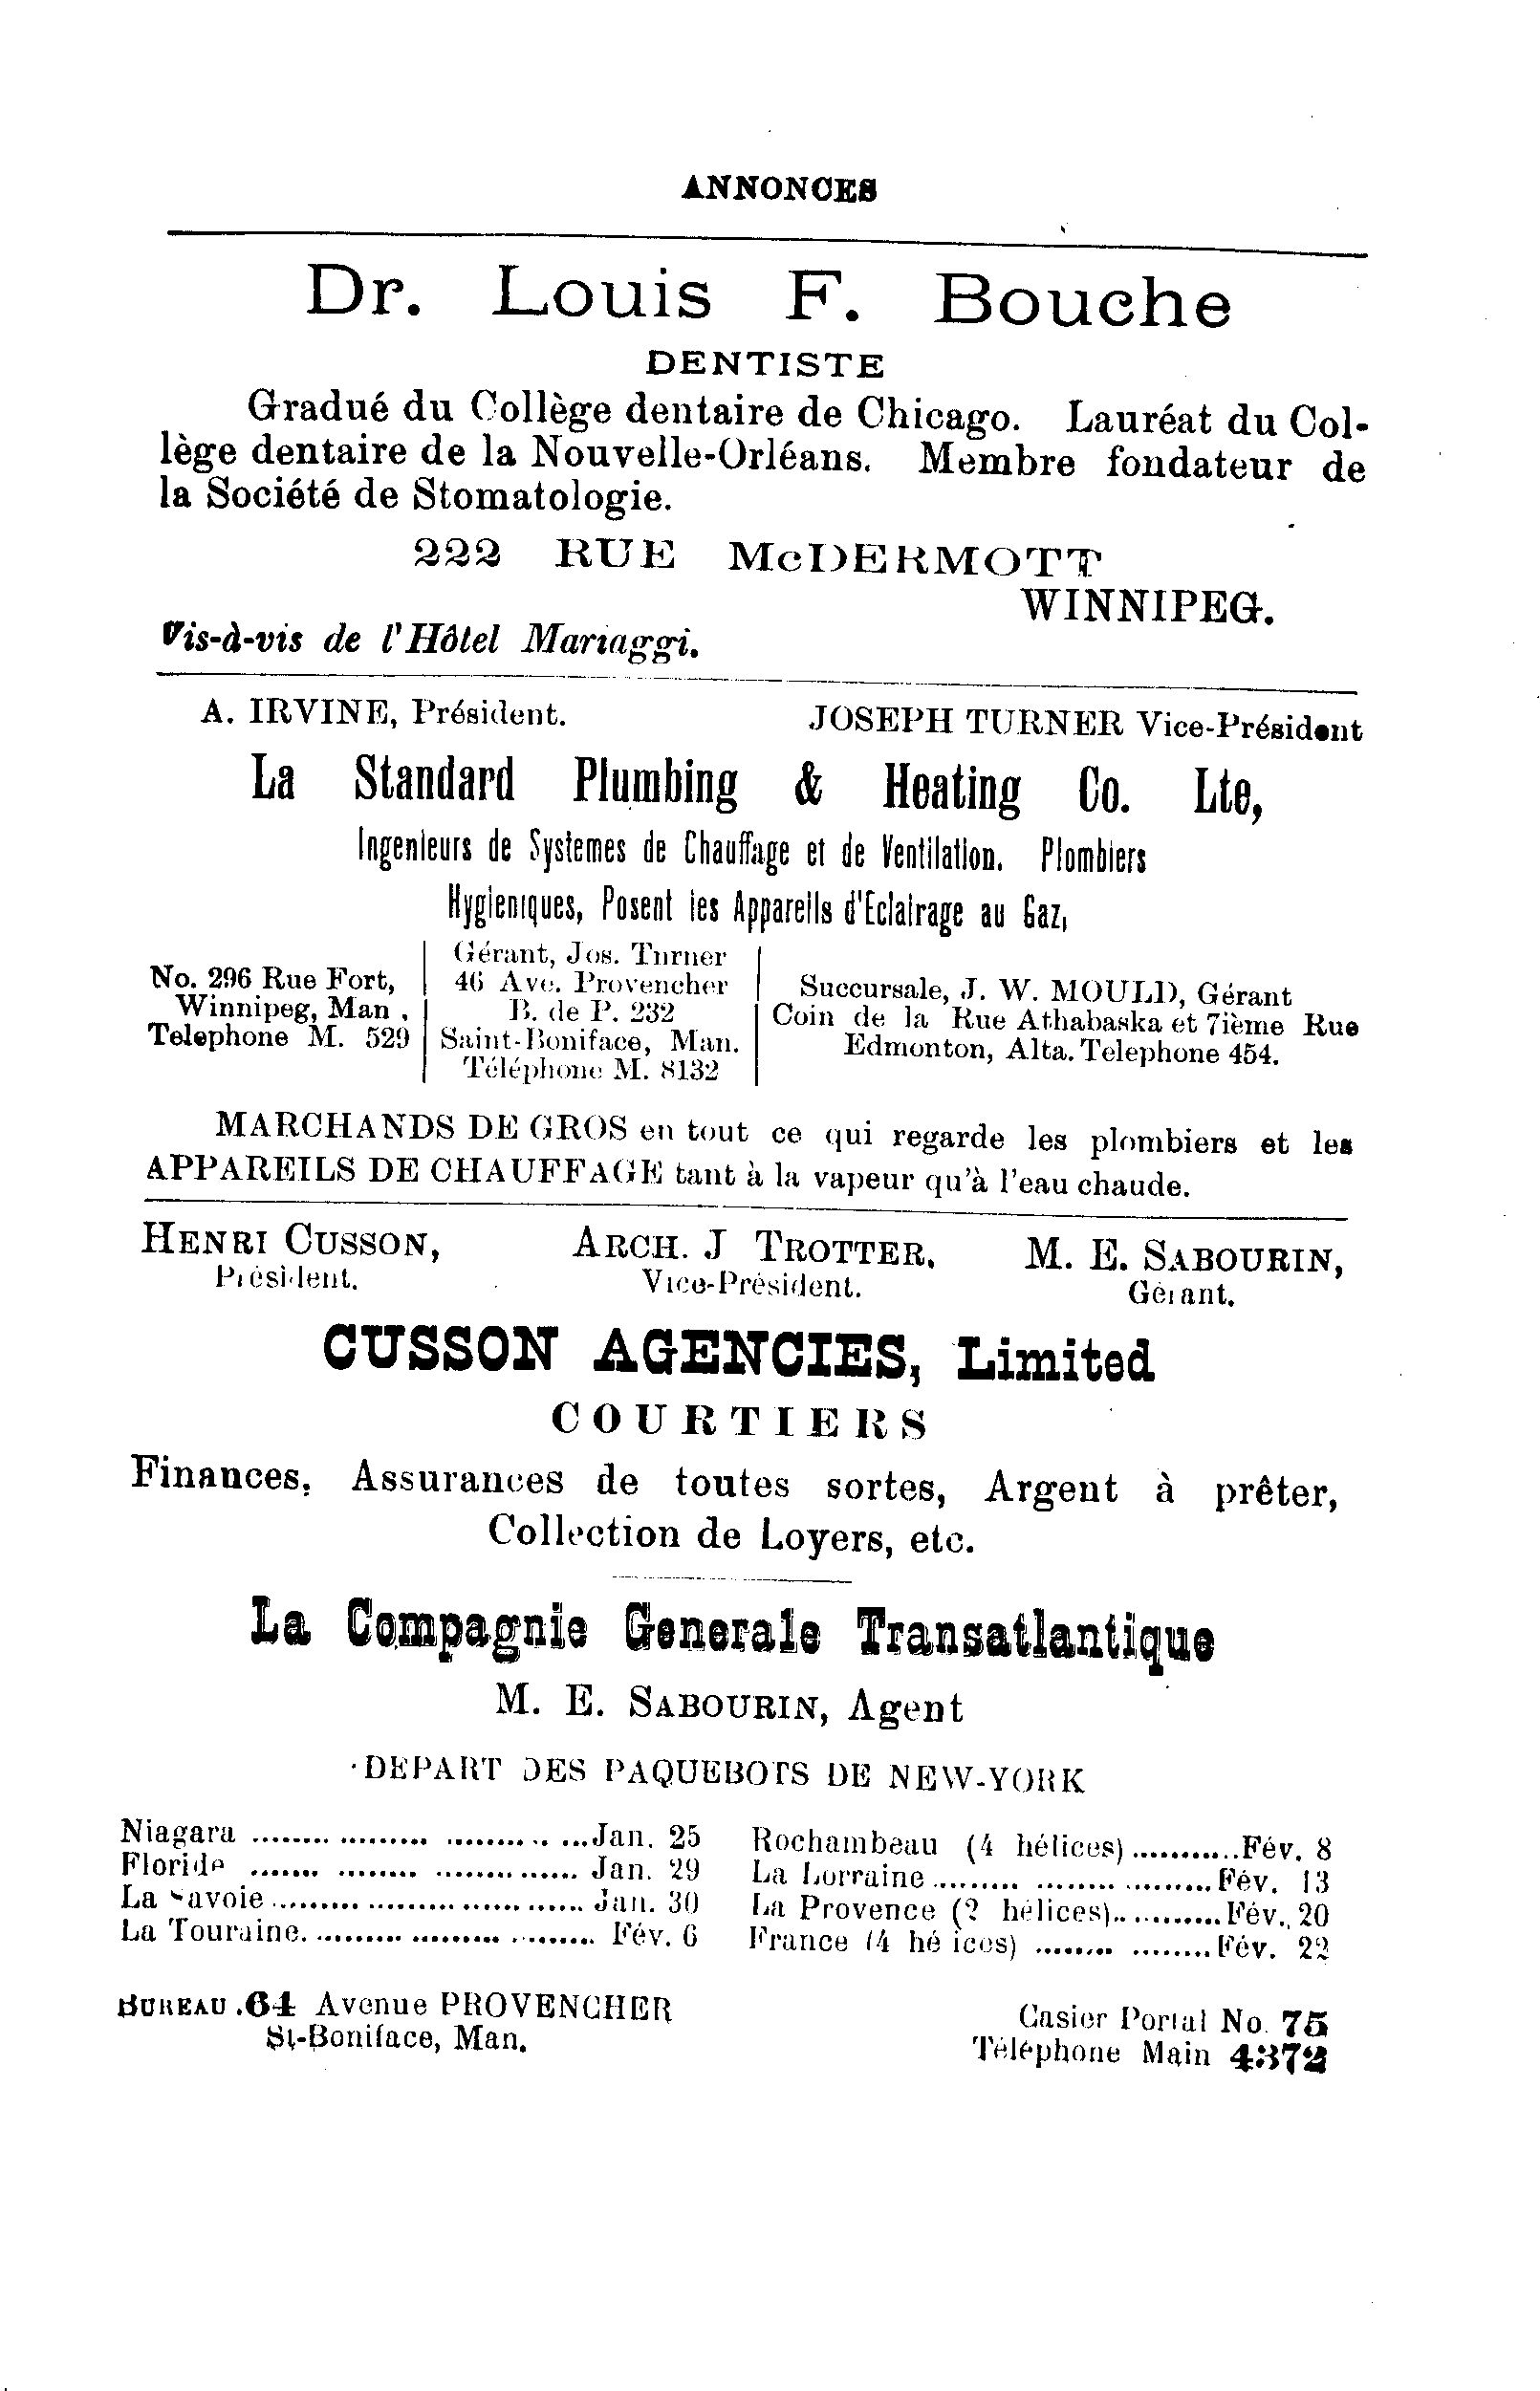 ANNONCES
Dr. Louis F. Bouche
DENTISTE
Gradué du Collège dentaire de Chicago. Lauréat du Col-
lège dentaire de la Nouvelle-Orléans. Membre fondateur de
la Société de Stomatologie.
222 RUE McDERMOTT
WINNIPEG.
Vis-à-vis de l'Hôtel Mariaggi.
A. IRVINE, Président. JOSEPH TURNER Vice-Président
La Standard Plumbing & Heating Co. Lte,
Ingenieurs de Systemes de Chauffage et de Ventilation. Plombiers
Hygieniques, Posent les Appareils d'Eclairage au Gaz,
No. 296 Rue Fort,
Winnipeg, Man.,
Telephone M. 529
Gérant, Jos. Turner
46 Ave. Provencher
B. de P. 232
Saint-Boniface, Man.
Téléphone M. 8132
Succursale, J. W. MOULD, Gérant
Coin de la Rue Athabaska et 7ième Rue
Edmonton, Alta. Telephone 454.
MARCHANDS DE GROS en tout ce qui regarde les plombiers et les
APPAREILS DE CHAUFFAGE tant à la vapeur qu'à l'eau chaude.
HENRI CUSSON, ARCH. J TROTTER, M. E. SABOURIN,
Président. Vice-Président. Gérant.
CUSSON AGENCIES, Limited
COURTIERS
Finances, Assurances de toutes sortes, Argent à prêter,
Collection de Loyers, etc.
La Compagnie Generale Transatlantique
M. E. SABOURIN, Agent
DEPART DES PAQUEBOTS DE NEW-YORK
Niagara ..............................Jan. 25
Floride ..............................Jan. 29
La Savoie..............................Jan. 30
La Touraine..............................Fév. 6
Rochambeau (4 hélices)............Fév. 8
La Lorraine..............................Fév. 13
La Provence (2 hélices)............Fév. 20
France (4 hélices) ..................Fév. 22
BUREAU .64 Avenue PROVENCHER
St-Boniface, Man.
Casier Portal No. 75
Téléphone Main 4372